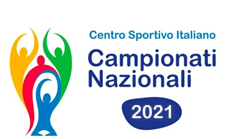 Centro Sportivo Italiano
Campionati
Nazionali
2021